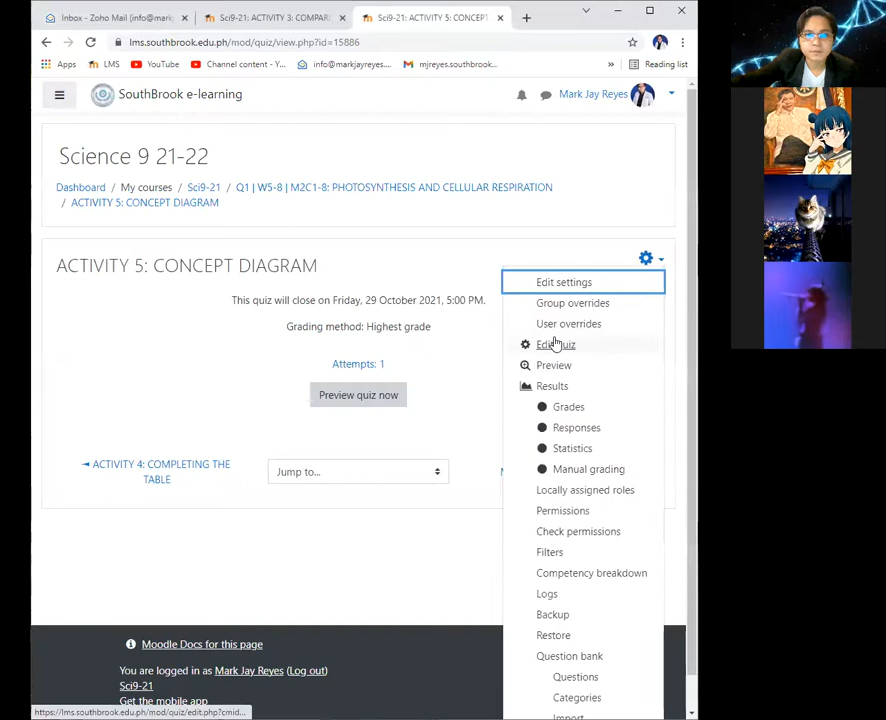 Inbox - Zoho Mail (info@mark
Sci9-21: ACTIVITY 3: COMPAR
Sci9-21: ACTIVITY 5: CONCEPT
lms.southbrook.edu.ph/mod/quiz/view.php?id=15886
Apps
LMS
YouTube
Channel content - Y...
info@markjayreyes....
mjreyes.southbrook...
»
Reading list
SouthBrook e-learning
Mark Jay Reyes
Science 9 21-22
Dashboard / My courses / Sci9-21 / Q1 | W5-8 | M2C1-8: PHOTOSYNTHESIS AND CELLULAR RESPIRATION
/ ACTIVITY 5: CONCEPT DIAGRAM
ACTIVITY 5: CONCEPT DIAGRAM
This quiz will close on Friday, 29 October 2021, 5:00 PM.
Grading method: Highest grade
Attempts: 1
Preview quiz now
◄ ACTIVITY 4: COMPLETING THE
TABLE
Jump to...
Edit settings
Group overrides
User overrides
Edit quiz
Preview
Results
Grades
Responses
Statistics
Manual grading
Locally assigned roles
Permissions
Check permissions
Filters
Competency breakdown
Logs
Backup
Restore
Question bank
Questions
Categories
Import
Moodle Docs for this page
You are logged in as Mark Jay Reyes (Log out)
Sci9-21
Get the mobile app
https://lms.southbrook.edu.ph/mod/quiz/edit.php?cmid...